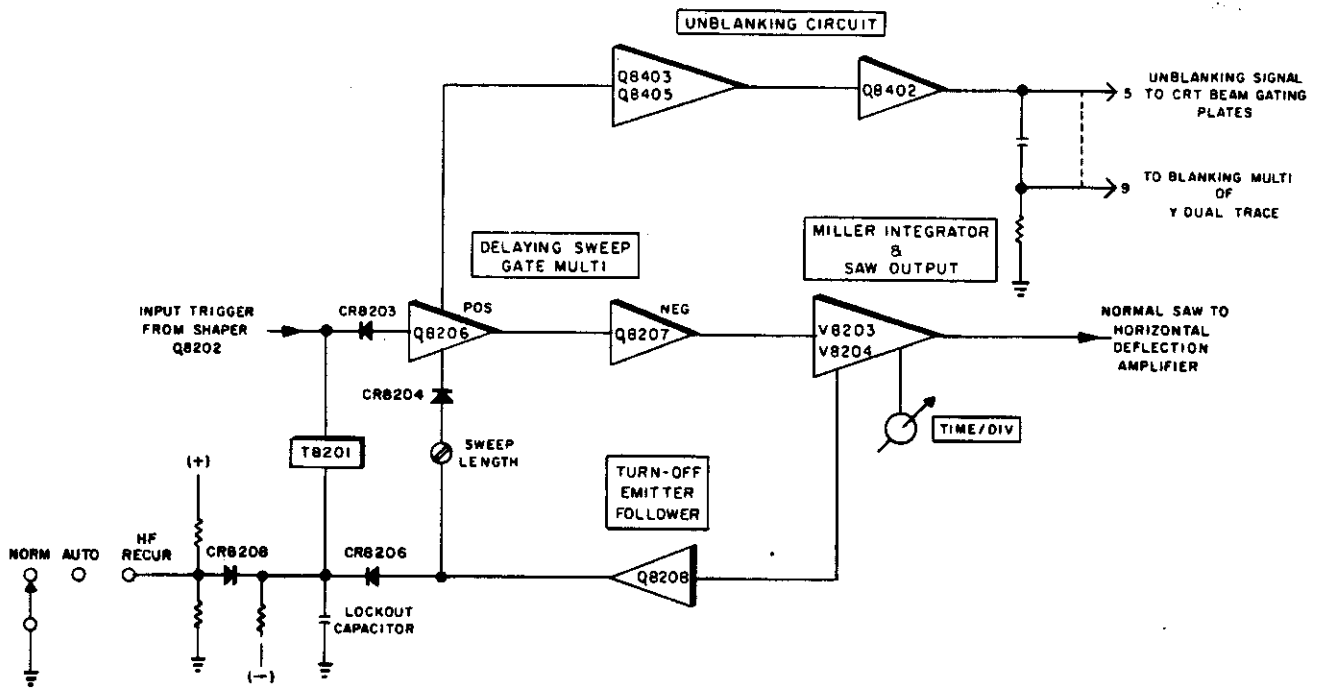 UNBLANKING CIRCUIT
Q8403
Q8405
Q8402
5
UNBLANKING SIGNAL
TO CRT BEAM GATING
PLATES
9
TO BLANKING MULTI
OF
Y DUAL TRACE
DELAYING SWEEP
GATE MULTI
MILLER INTEGRATOR
&
SAW OUTPUT
INPUT TRIGGER
FROM SHAPER
Q8202
CR8203
POS
Q8206
NEG
Q8207
V8203
V8204
NORMAL SAW TO
HORIZONTAL
DEFLECTION
AMPLIFIER
CR8204
SWEEP
LENGTH
TIME/DIV
T8201
TURN-OFF
EMITTER
FOLLOWER
(+)
NORM
AUTO
HF
RECUR
CR8208
CR8206
Q8208
LOCKOUT
CAPACITOR
(-)